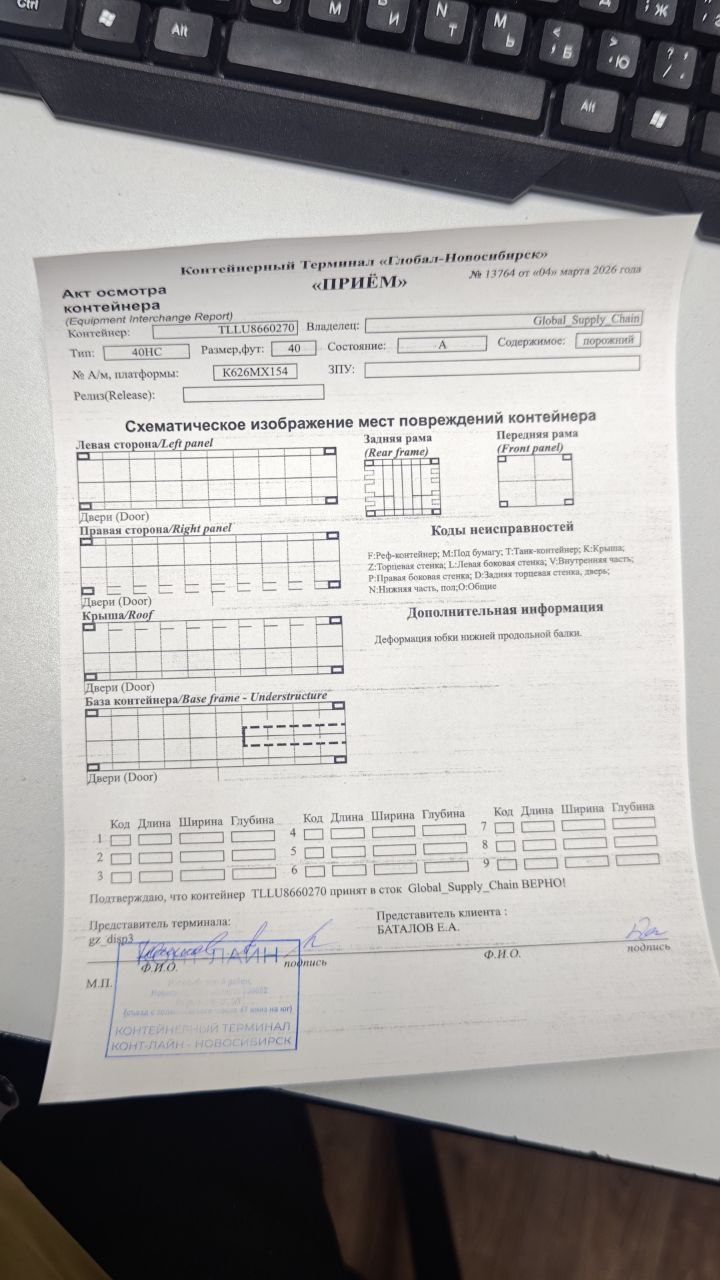 Ctrl
Alt
М
И
N
Т
М
Ь
< , Б
> . Ю
? / .
Ж
Alt
Контейнерный Терминал «Глобал-Новосибирск»
Акт осмотра контейнера
«ПРИЁМ»
№ 13764 от «04» марта 2026 года
(Equipment Interchange Report)
Контейнер: TLLU8660270 Владелец: Global_Supply_Chain
Тип: 40HC Размер,фут: 40 Состояние: A Содержимое: порожний
№ А/м, платформы: К626МХ154 ЗПУ:
Релиз(Release):
Схематическое изображение мест повреждений контейнера
Левая сторона/Left panel
Задняя рама
(Rear frame)
Передняя рама
(Front panel)
Двери (Door)
Правая сторона/Right panel
Коды неисправностей
F:Реф-контейнер; M:Под бумагу; T:Танк-контейнер; K:Крыша;
Z:Торцевая стенка; L:Левая боковая стенка; V:Внутренняя часть;
P:Правая боковая стенка; D:Задняя торцевая стенка, дверь;
N:Нижняя часть, пол;O:Общие
Двери (Door)
Крыша/Roof
Дополнительная информация
Деформация юбки нижней продольной балки.
Двери (Door)
База контейнера/Base frame - Understructure
Двери (Door)
Код Длина Ширина Глубина Код Длина Ширина Глубина Код Длина Ширина Глубина
1 4 7
2 5 8
3 6 9
Подтверждаю, что контейнер TLLU8660270 принят в сток Global_Supply_Chain ВЕРНО!
Представитель терминала:
gz_disp3
Представитель клиента :
БАТАЛОВ Е.А.
Ф.И.О. подпись Ф.И.О. подпись
М.П.
КОНТ-ЛАЙН
КОНТЕЙНЕРНЫЙ ТЕРМИНАЛ
КОНТ-ЛАЙН - НОВОСИБИРСК